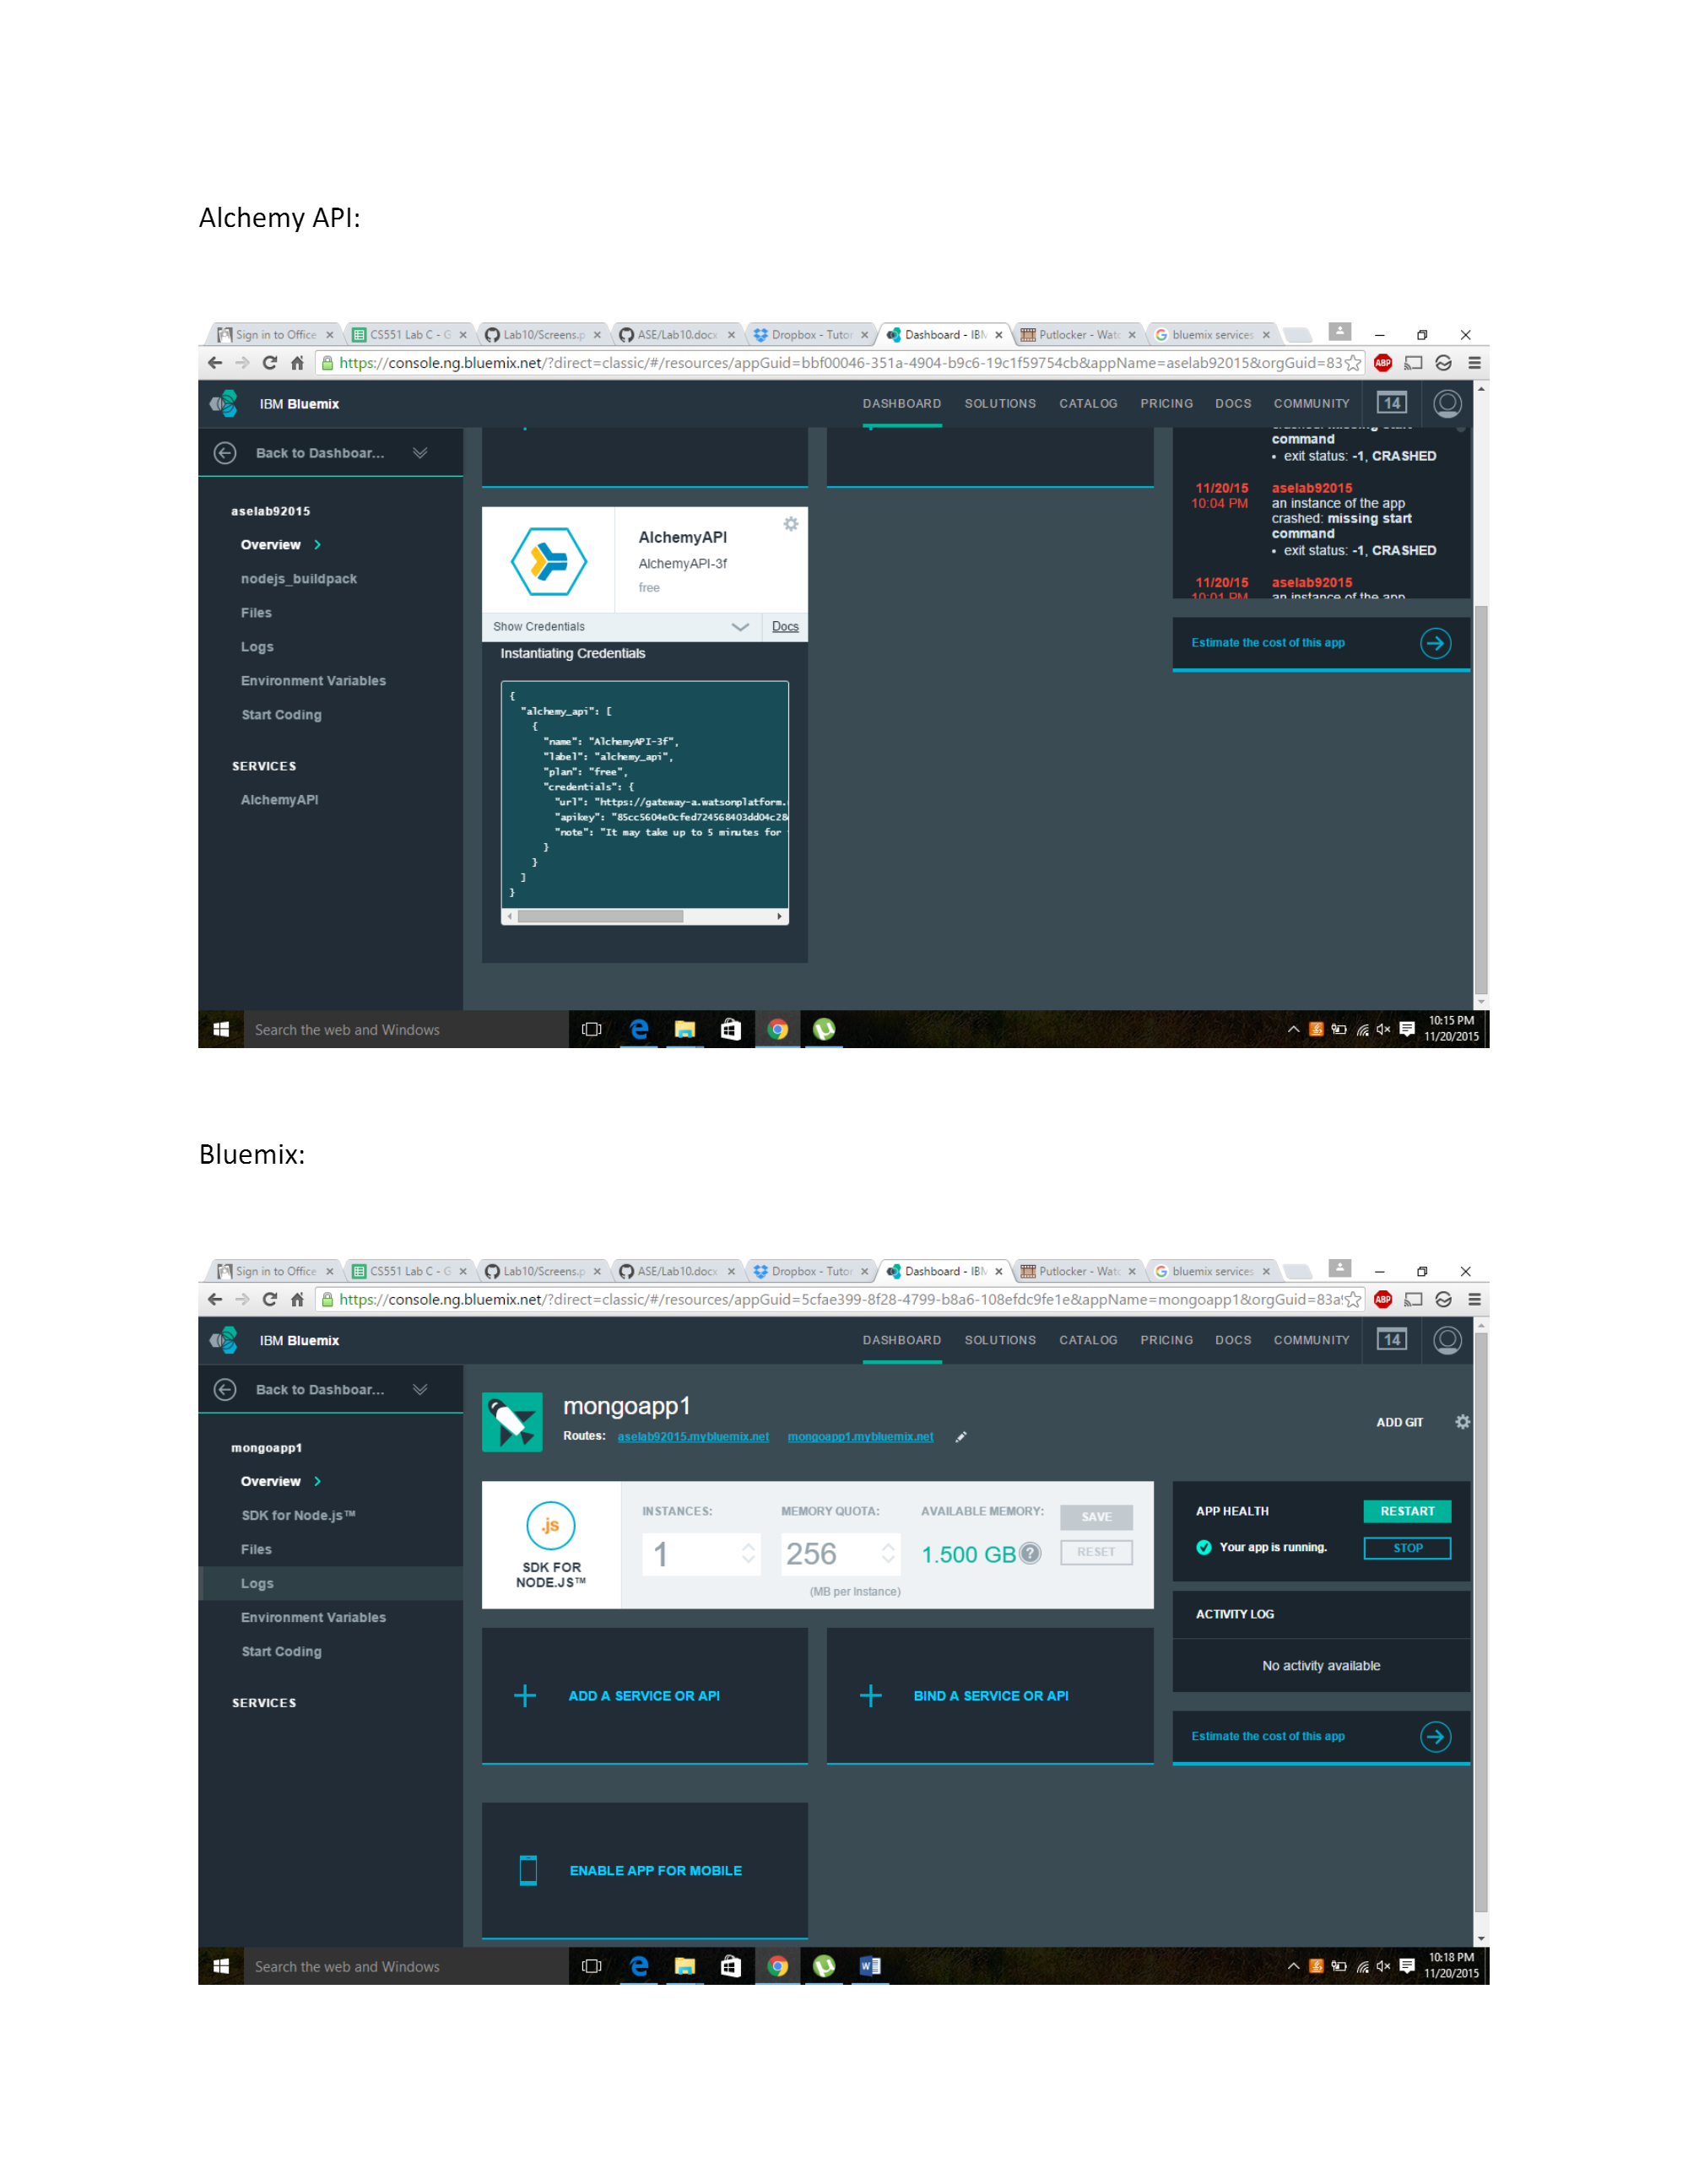 Alchemy API:
Sign in to Office
CS551 Lab C - G
Lab10/Screens.p
ASE/Lab10.docx
Dropbox - Tutor
Dashboard - IBM
Putlocker - Watc
bluemix services
https://console.ng.bluemix.net/?direct=classic/#/resources/appGuid=bbf00046-351a-4904-b9c6-19c1f59754cb&appName=aselab92015&orgGuid=83
ABP
IBM Bluemix
DASHBOARD
SOLUTIONS
CATALOG
PRICING
DOCS
COMMUNITY
14
Back to Dashboar...
aselab92015
Overview
nodejs_buildpack
Files
Logs
Environment Variables
Start Coding
SERVICES
AlchemyAPI
AlchemyAPI
AlchemyAPI-3f
free
Show Credentials
Docs
Instantiating Credentials
{
"alchemy_api": [
{
"name": "AlchemyAPI-3f",
"label": "alchemy_api",
"plan": "free",
"credentials": {
"url": "https://gateway-a.watsonplatform.
"apikey": "85cc5604e0cfed724568403dd04c28
"note": "It may take up to 5 minutes for
}
}
]
}
crashed: missing start
command
• exit status: -1, CRASHED
11/20/15 aselab92015
10:04 PM an instance of the app
crashed: missing start
command
• exit status: -1, CRASHED
11/20/15 aselab92015
10:01 PM an instance of the app
Estimate the cost of this app
Search the web and Windows
10:15 PM
11/20/2015
Bluemix:
Sign in to Office
CS551 Lab C - G
Lab10/Screens.p
ASE/Lab10.docx
Dropbox - Tutor
Dashboard - IBM
Putlocker - Watc
bluemix services
https://console.ng.bluemix.net/?direct=classic/#/resources/appGuid=5cfae399-8f28-4799-b8a6-108efdc9fe1e&appName=mongoapp1&orgGuid=83a
ABP
IBM Bluemix
DASHBOARD
SOLUTIONS
CATALOG
PRICING
DOCS
COMMUNITY
14
Back to Dashboar...
mongoapp1
Overview
SDK for Node.js™
Files
Logs
Environment Variables
Start Coding
SERVICES
mongoapp1
Routes: aselab92015.mybluemix.net mongoapp1.mybluemix.net
ADD GIT
.js
SDK FOR
NODE.JS™
INSTANCES:
1
MEMORY QUOTA:
256
(MB per Instance)
AVAILABLE MEMORY:
1.500 GB ?
SAVE
RESET
APP HEALTH
RESTART
Your app is running.
STOP
ACTIVITY LOG
No activity available
ADD A SERVICE OR API
BIND A SERVICE OR API
Estimate the cost of this app
ENABLE APP FOR MOBILE
Search the web and Windows
10:18 PM
11/20/2015